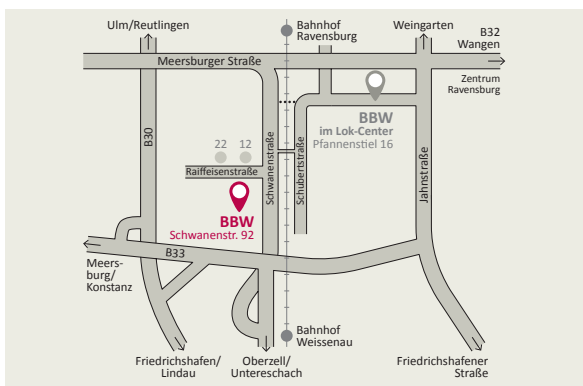 Ulm/Reutlingen
Bahnhof
Ravensburg
Weingarten
B32
Wangen
Meersburger Straße
Zentrum
Ravensburg
BBW
im Lok-Center
Pfannenstiel 16
B30
22
12
Schwanenstraße
Schubertstraße
Jahnstraße
Raiffeisenstraße
BBW
Schwanenstr. 92
B33
Meers-
burg/
Konstanz
Bahnhof
Weissenau
Friedrichshafen/
Lindau
Oberzell/
Untereschach
Friedrichshafener
Straße